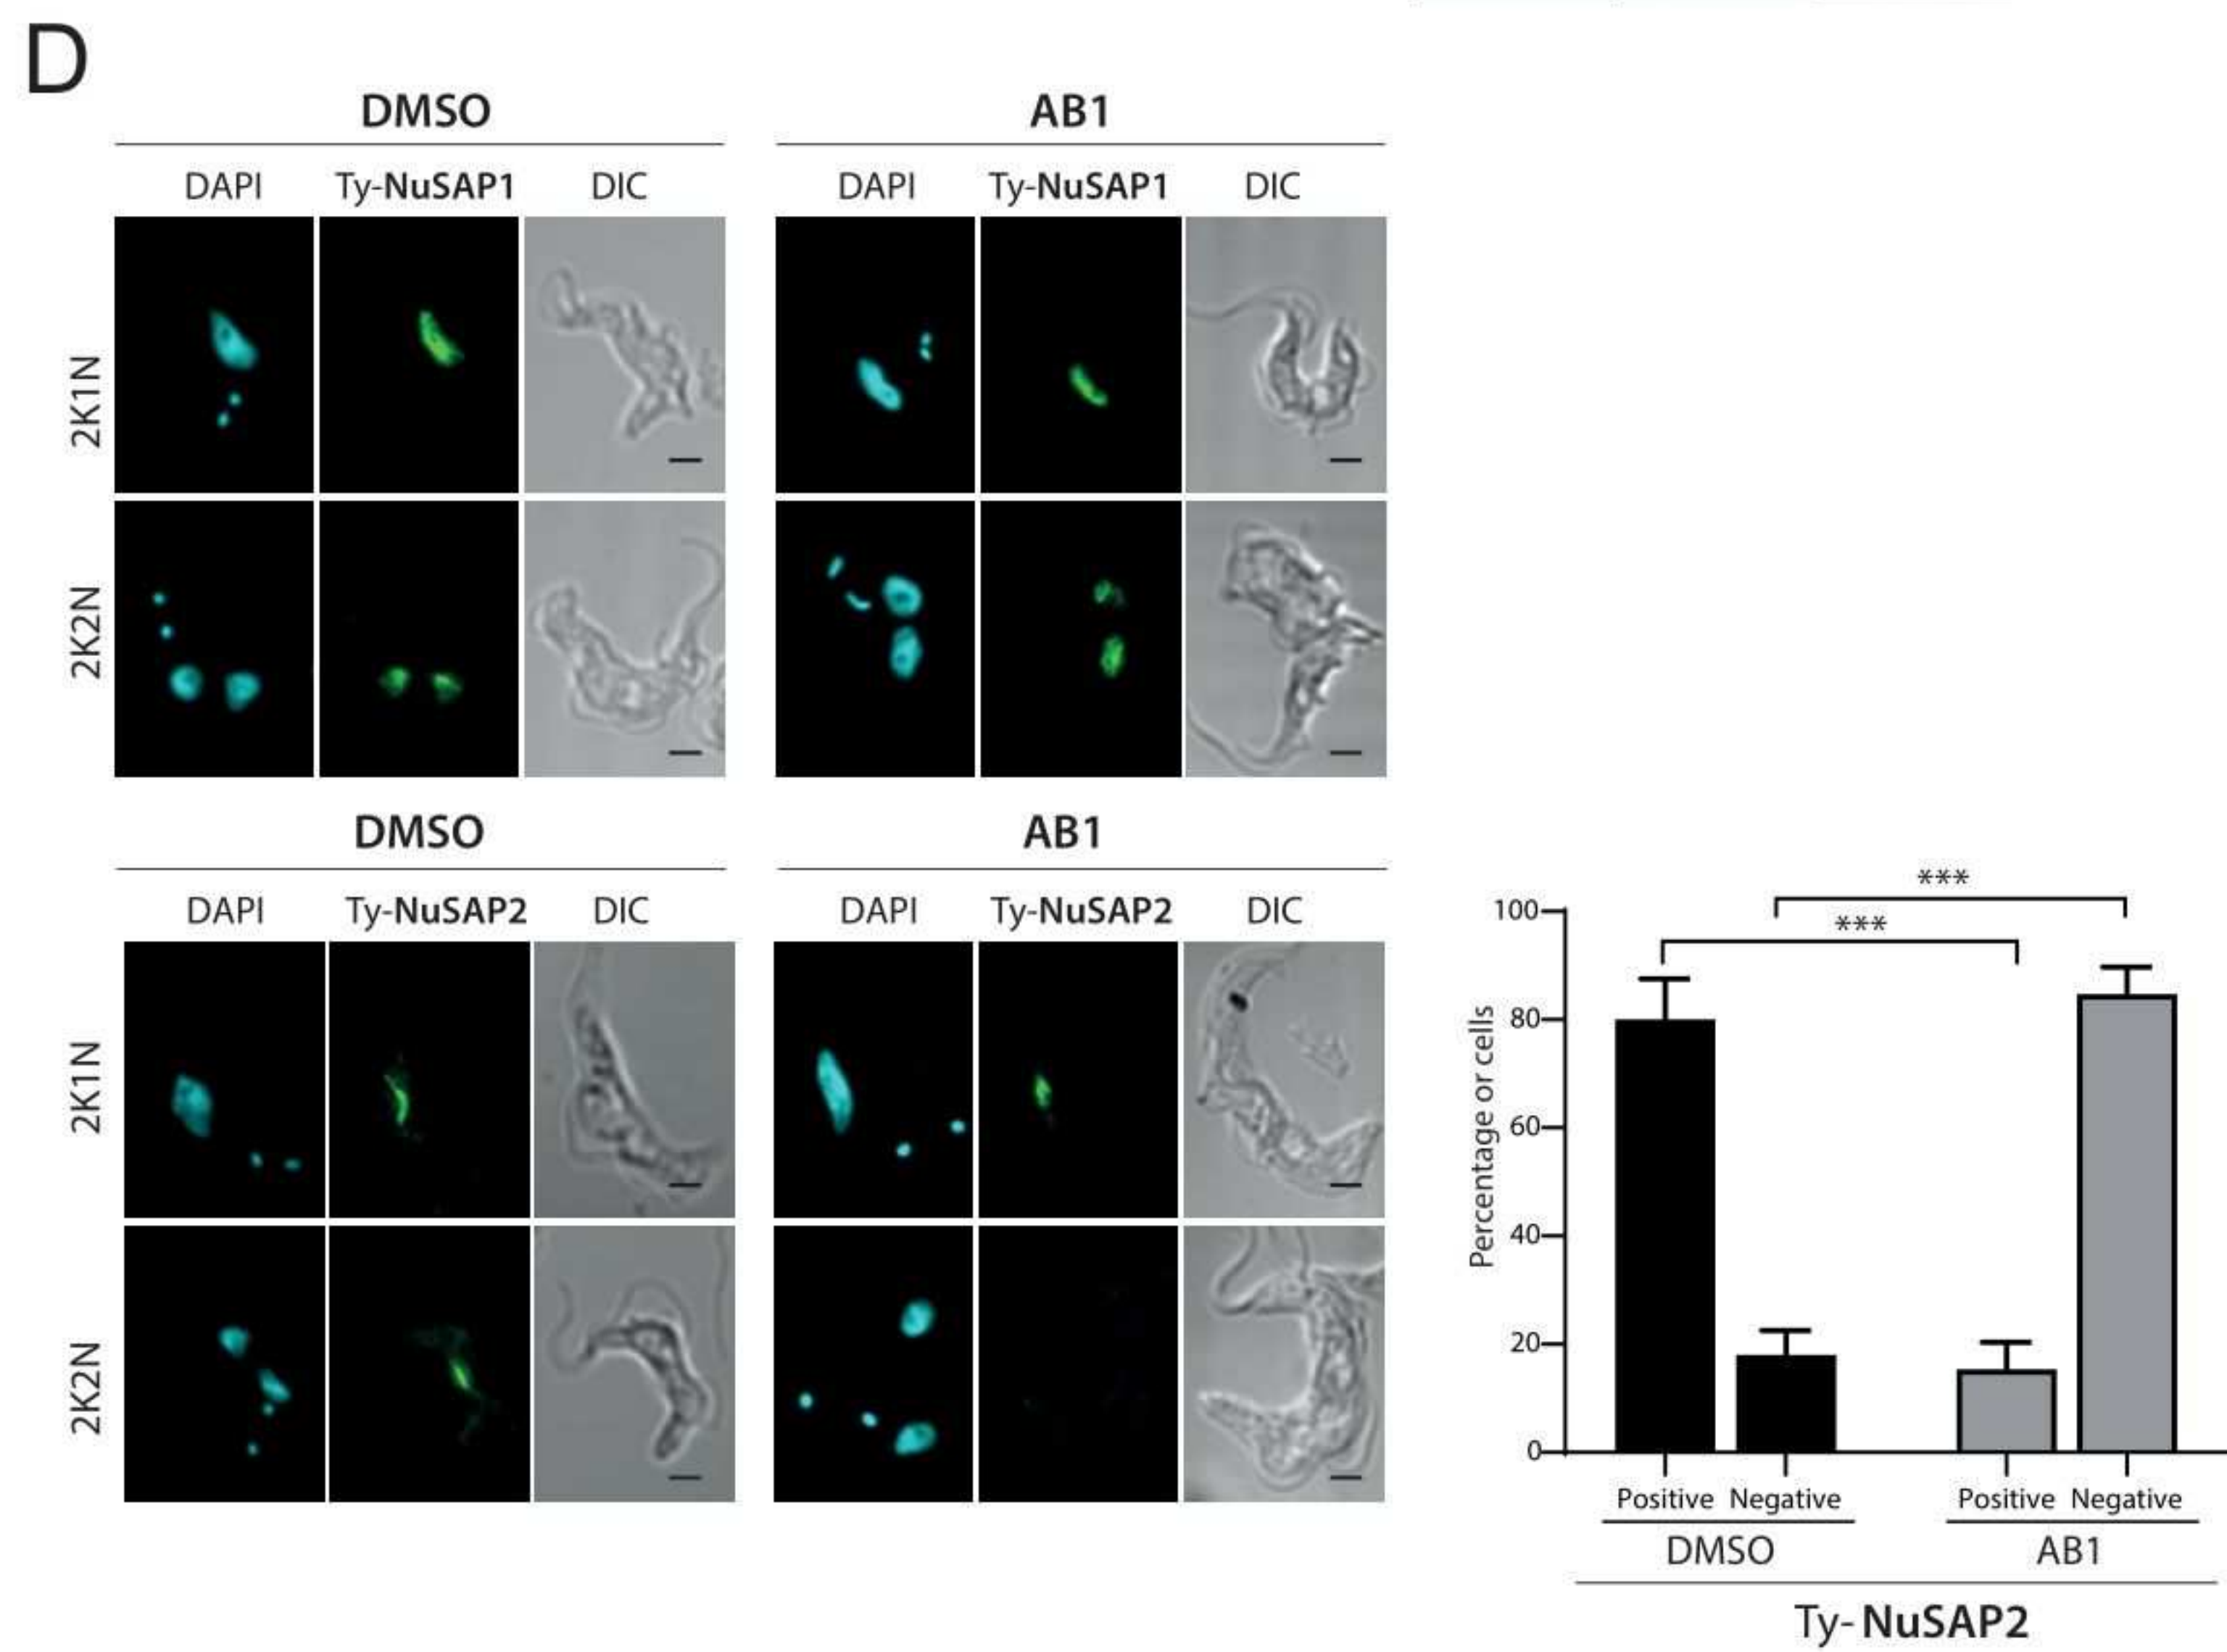 D
DMSO AB1
DAPI Ty-NuSAP1 DIC DAPI Ty-NuSAP1 DIC
2K1N
2K2N
DMSO AB1
DAPI Ty-NuSAP2 DIC DAPI Ty-NuSAP2 DIC
2K1N
2K2N
***
***
Percentage or cells
100
80
60
40
20
0
Positive Negative Positive Negative
DMSO AB1
Ty-NuSAP2